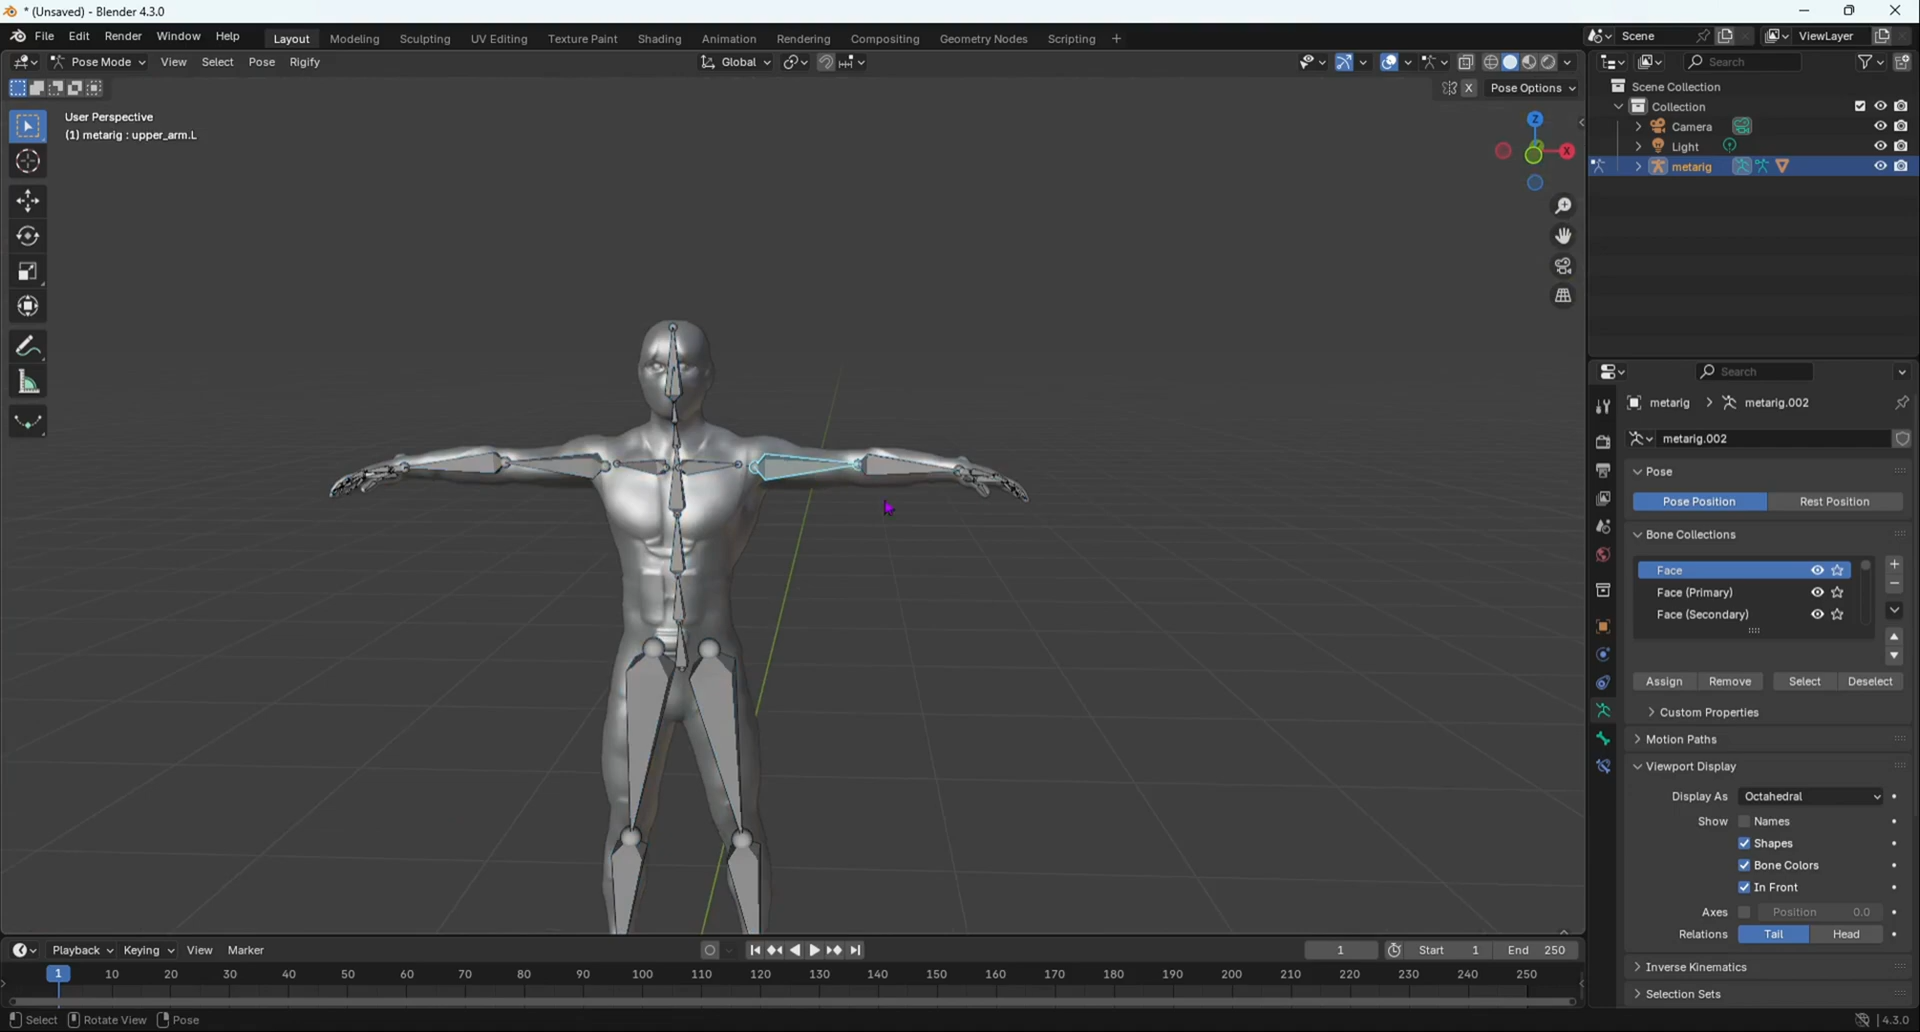 * (Unsaved) - Blender 4.3.0
File Edit Render Window Help Layout Modeling Sculpting UV Editing Texture Paint Shading Animation Rendering Compositing Geometry Nodes Scripting + Scene ViewLayer
Pose Mode View Select Pose Rigify Global Search
X Pose Options
Scene Collection
Collection
Camera
Light
metarig
User Perspective
(1) metarig : upper_arm.L
Z
X
Search
metarig > metarig.002
metarig.002
Pose
Pose Position Rest Position
Bone Collections
Face
Face (Primary)
Face (Secondary)
Assign Remove Select Deselect
Custom Properties
Motion Paths
Viewport Display
Display As Octahedral
Show Names
Shapes
Bone Colors
In Front
Axes Position 0.0
Relations Tail Head
Inverse Kinematics
Selection Sets
Playback Keying View Marker 1 Start 1 End 250
1 10 20 30 40 50 60 70 80 90 100 110 120 130 140 150 160 170 180 190 200 210 220 230 240 250
Select Rotate View Pose 4.3.0